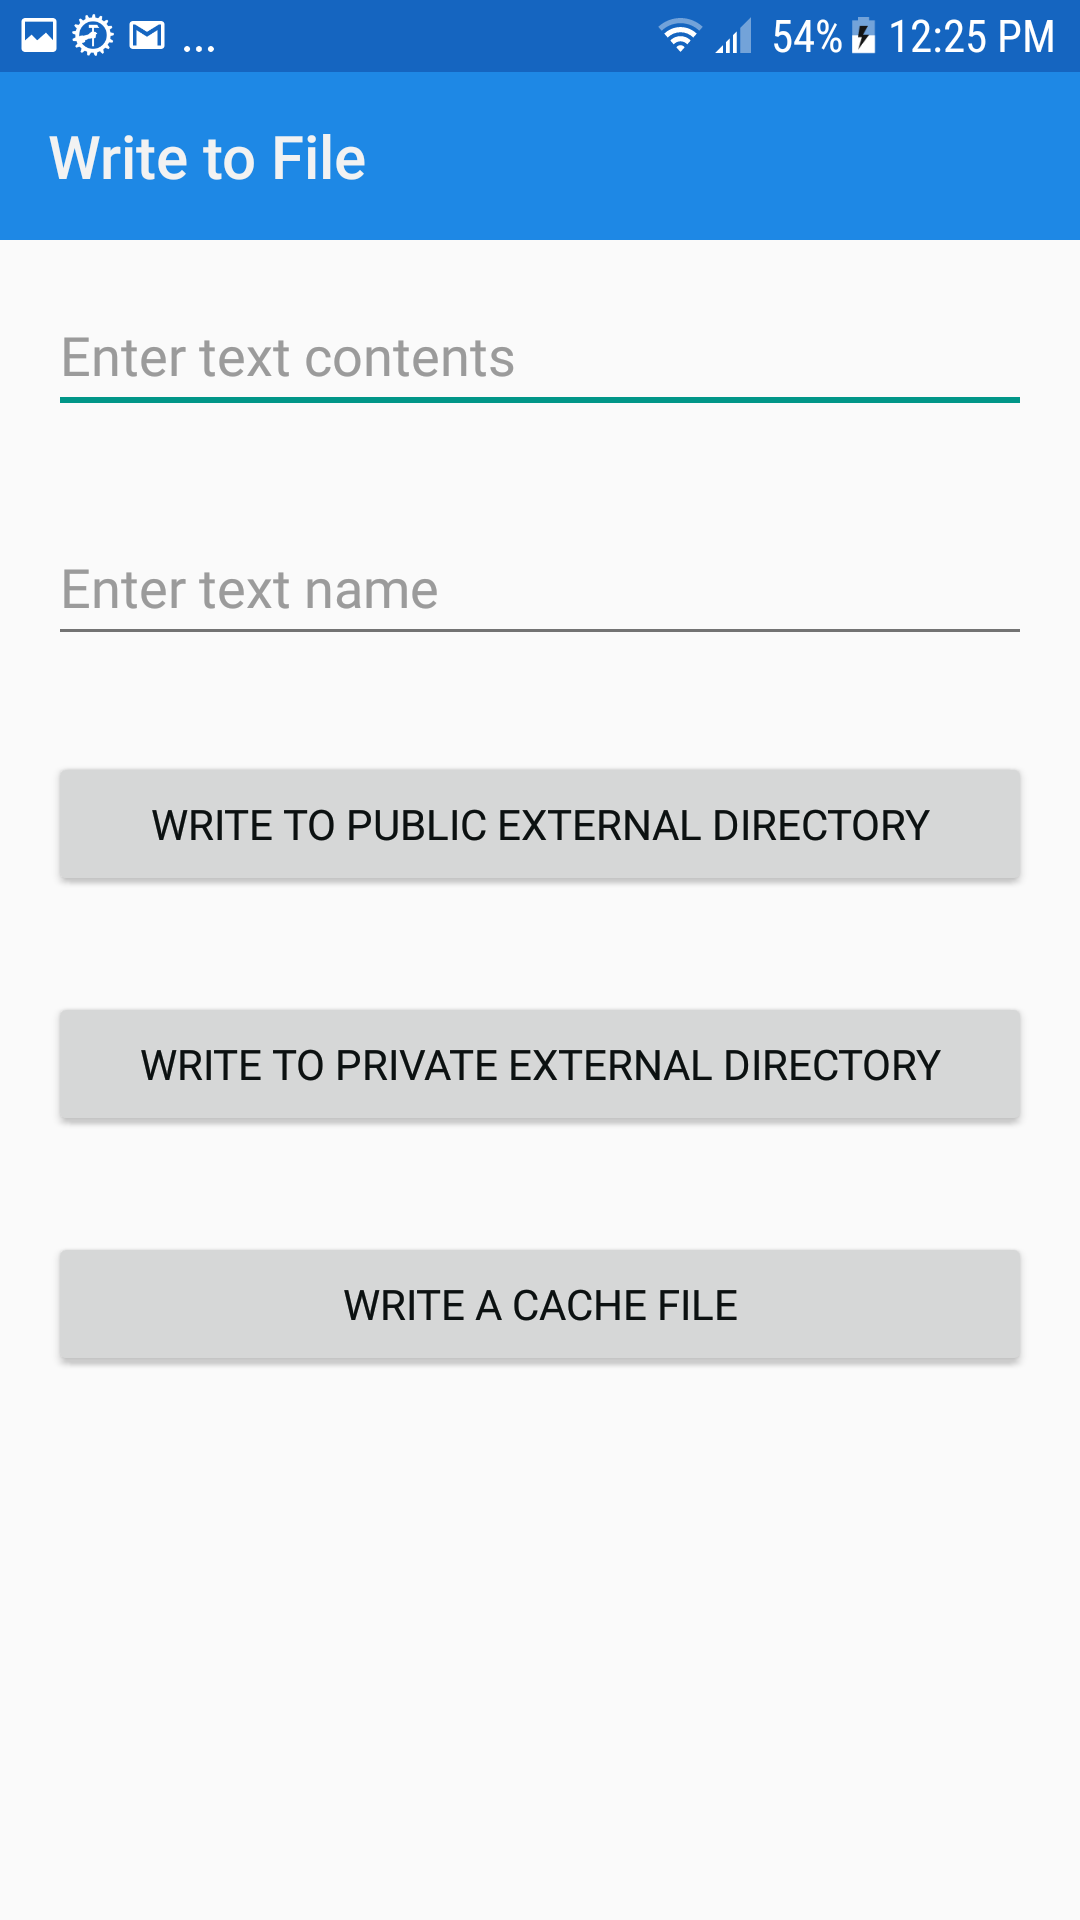 ... 54% 12:25 PM
Write to File
Enter text contents
Enter text name
WRITE TO PUBLIC EXTERNAL DIRECTORY
WRITE TO PRIVATE EXTERNAL DIRECTORY
WRITE A CACHE FILE